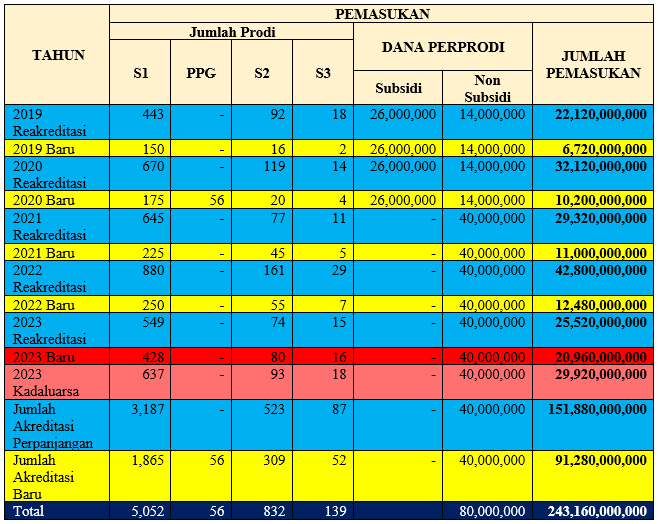 TAHUN
PEMASUKAN
Jumlah Prodi
DANA PERPRODI
JUMLAH
PEMASUKAN
S1 PPG S2 S3
Subsidi
Non
Subsidi
2019 443 - 92 18 26,000,000 14,000,000 22,120,000,000
Reakreditasi
2019 Baru 150 - 16 2 26,000,000 14,000,000 6,720,000,000
2020 670 - 119 14 26,000,000 14,000,000 32,120,000,000
Reakreditasi
2020 Baru 175 56 20 4 26,000,000 14,000,000 10,200,000,000
2021 645 - 77 11 - 40,000,000 29,320,000,000
Reakreditasi
2021 Baru 225 - 45 5 - 40,000,000 11,000,000,000
2022 880 - 161 29 - 40,000,000 42,800,000,000
Reakreditasi
2022 Baru 250 - 55 7 - 40,000,000 12,480,000,000
2023 549 - 74 15 - 40,000,000 25,520,000,000
Reakreditasi
2023 Baru 428 - 80 16 - 40,000,000 20,960,000,000
2023 637 - 93 18 - 40,000,000 29,920,000,000
Kadaluarsa
Jumlah 3,187 - 523 87 - 40,000,000 151,880,000,000
Akreditasi
Perpanjangan
Jumlah 1,865 56 309 52 - 40,000,000 91,280,000,000
Akreditasi
Baru
Total 5,052 56 832 139 80,000,000 243,160,000,000